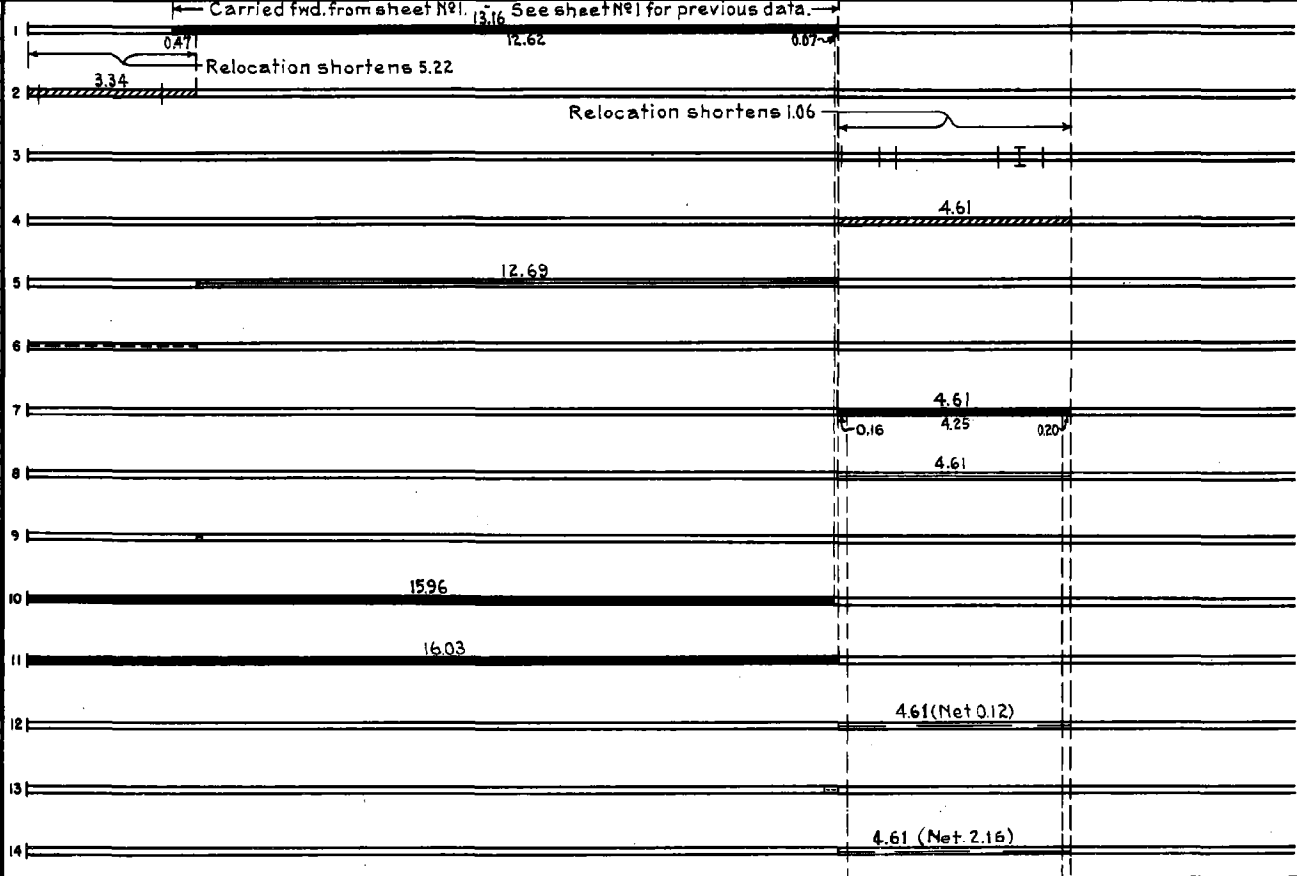 Carried fwd. from sheet Nº1. 13.16 See sheet Nº1 for previous data.
1
0.47 12.62 0.07
Relocation shortens 5.22
2 3.34
Relocation shortens 1.06
3
4 4.61
5 12.69
6
7 4.61
0.16 4.25 0.20
8 4.61
9
10 15.96
11 16.03
12 4.61 (Net 0.12)
13
14 4.61 (Net 2.16)